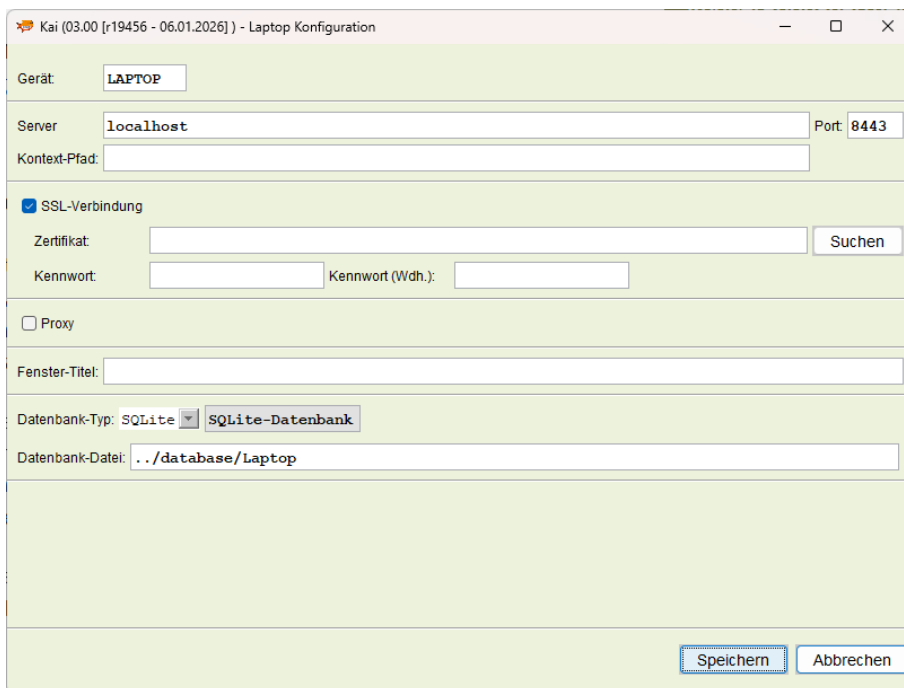 Kai (03.00 [r19456 - 06.01.2026] ) - Laptop Konfiguration
Gerät: LAPTOP
Server localhost Port: 8443
Kontext-Pfad:
SSL-Verbindung
Zertifikat: Suchen
Kennwort: Kennwort (Wdh.):
Proxy
Fenster-Titel:
Datenbank-Typ: SQLite SQLite-Datenbank
Datenbank-Datei: ../database/Laptop
Speichern Abbrechen